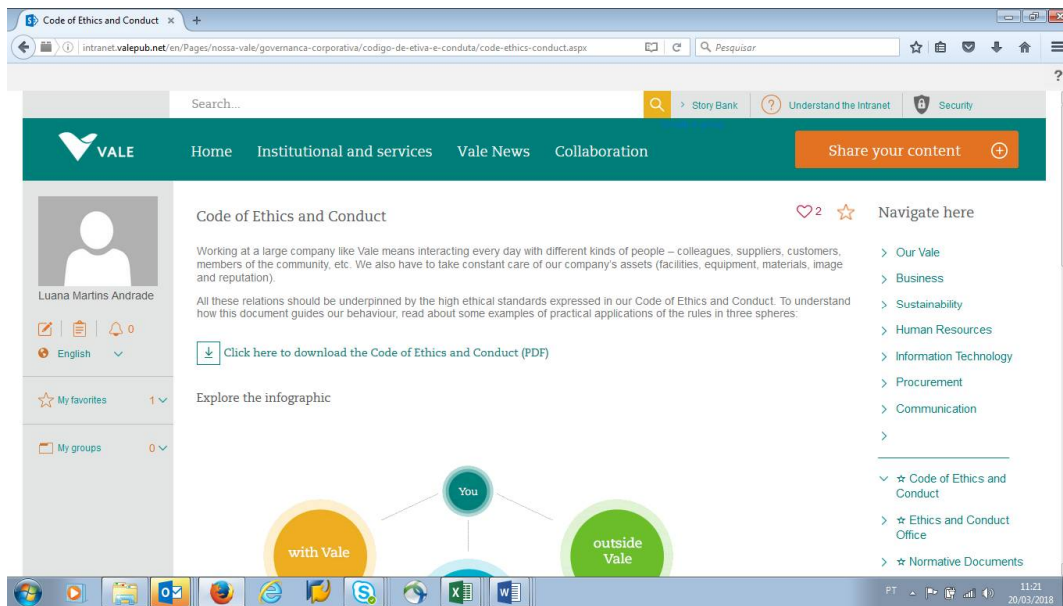 Code of Ethics and Conduct
intranet.valepub.net/en/Pages/nossa-vale/governanca-corporativa/codigo-de-etiva-e-conduta/code-ethics-conduct.aspx
Pesquisar
?
Search...
Story Bank
? Understand the Intranet
Security
VALE
Home Institutional and services Vale News Collaboration
Share your content
Luana Martins Andrade
0
English
My favorites 1
My groups 0
Code of Ethics and Conduct
2
Working at a large company like Vale means interacting every day with different kinds of people – colleagues, suppliers, customers,
members of the community, etc. We also have to take constant care of our company's assets (facilities, equipment, materials, image
and reputation).
All these relations should be underpinned by the high ethical standards expressed in our Code of Ethics and Conduct. To understand
how this document guides our behaviour, read about some examples of practical applications of the rules in three spheres:
Click here to download the Code of Ethics and Conduct (PDF)
Explore the infographic
You
with Vale
outside
Vale
Navigate here
> Our Vale
> Business
> Sustainability
> Human Resources
> Information Technology
> Procurement
> Communication
>
Code of Ethics and
Conduct
> Ethics and Conduct
Office
> Normative Documents
PT
11:21
20/03/2018